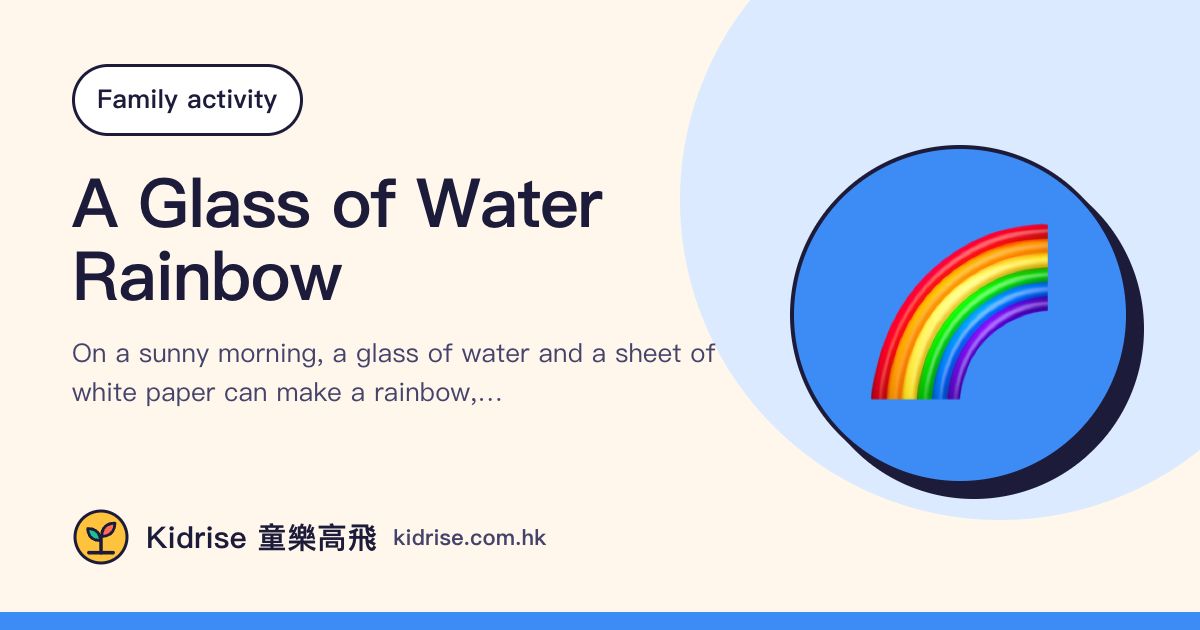 Family activity
A Glass of Water
Rainbow
On a sunny morning, a glass of water and a sheet of
white paper can make a rainbow,…
Kidrise 童樂高飛 kidrise.com.hk